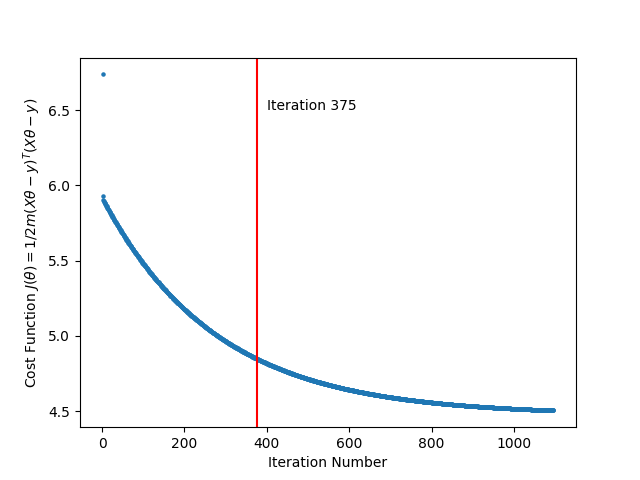 6.5
6.0
5.5
5.0
4.5
Cost Function J(θ) = 1/2m(Xθ − y)ᵀ(Xθ − y)
Iteration 375
0 200 400 600 800 1000
Iteration Number